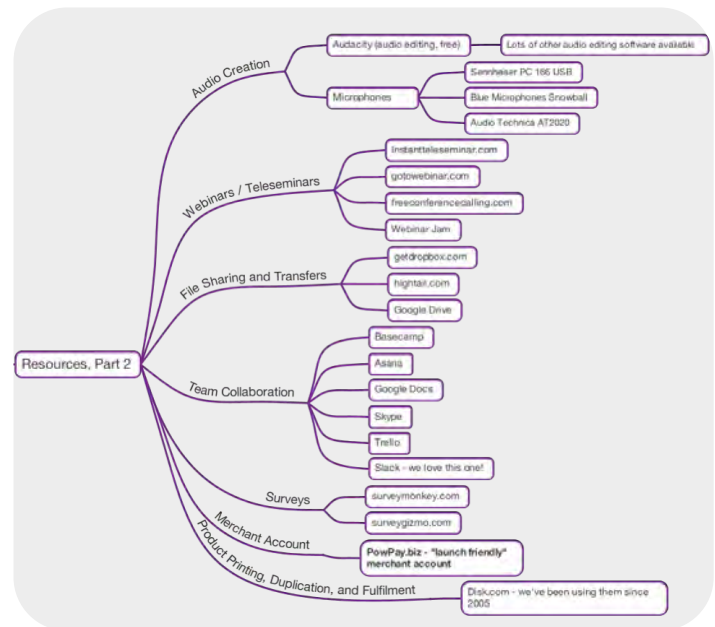 Resources, Part 2
Audio Creation
Audacity (audio editing, free)
Lots of other audio editing software available
Microphones
Sennheiser PC 166 USB
Blue Microphones Snowball
Audio Technica AT2020
Webinars / Teleseminars
Instantteleseminar.com
gotowebinar.com
freeconferencecalling.com
Webinar Jam
File Sharing and Transfers
getdropbox.com
hightail.com
Google Drive
Team Collaboration
Basecamp
Asana
Google Docs
Skype
Trello
Slack - we love this one!
Surveys
surveymonkey.com
surveygizmo.com
Merchant Account
PowPay.biz - "launch friendly"
merchant account
Product Printing, Duplication, and Fulfilment
Disk.com - we've been using them since
2005